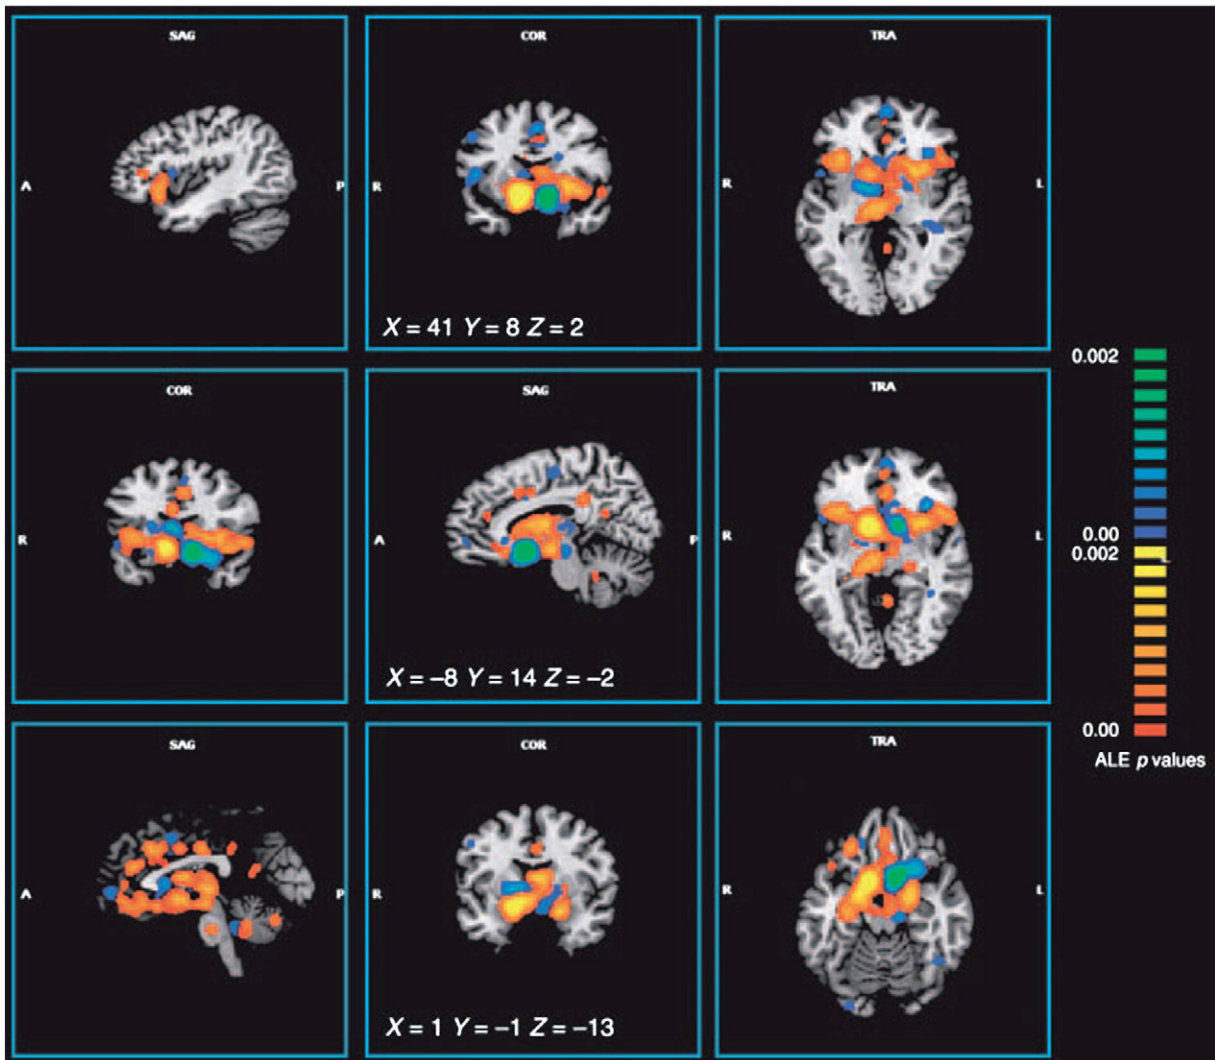 SAG
A
P
COR
R
X = 41 Y = 8 Z = 2
TRA
R
L
COR
R
SAG
A
P
X = –8 Y = 14 Z = –2
TRA
R
L
SAG
A
P
COR
R
X = 1 Y = –1 Z = –13
TRA
R
L
0.002
0.00
0.002
0.00
ALE p values